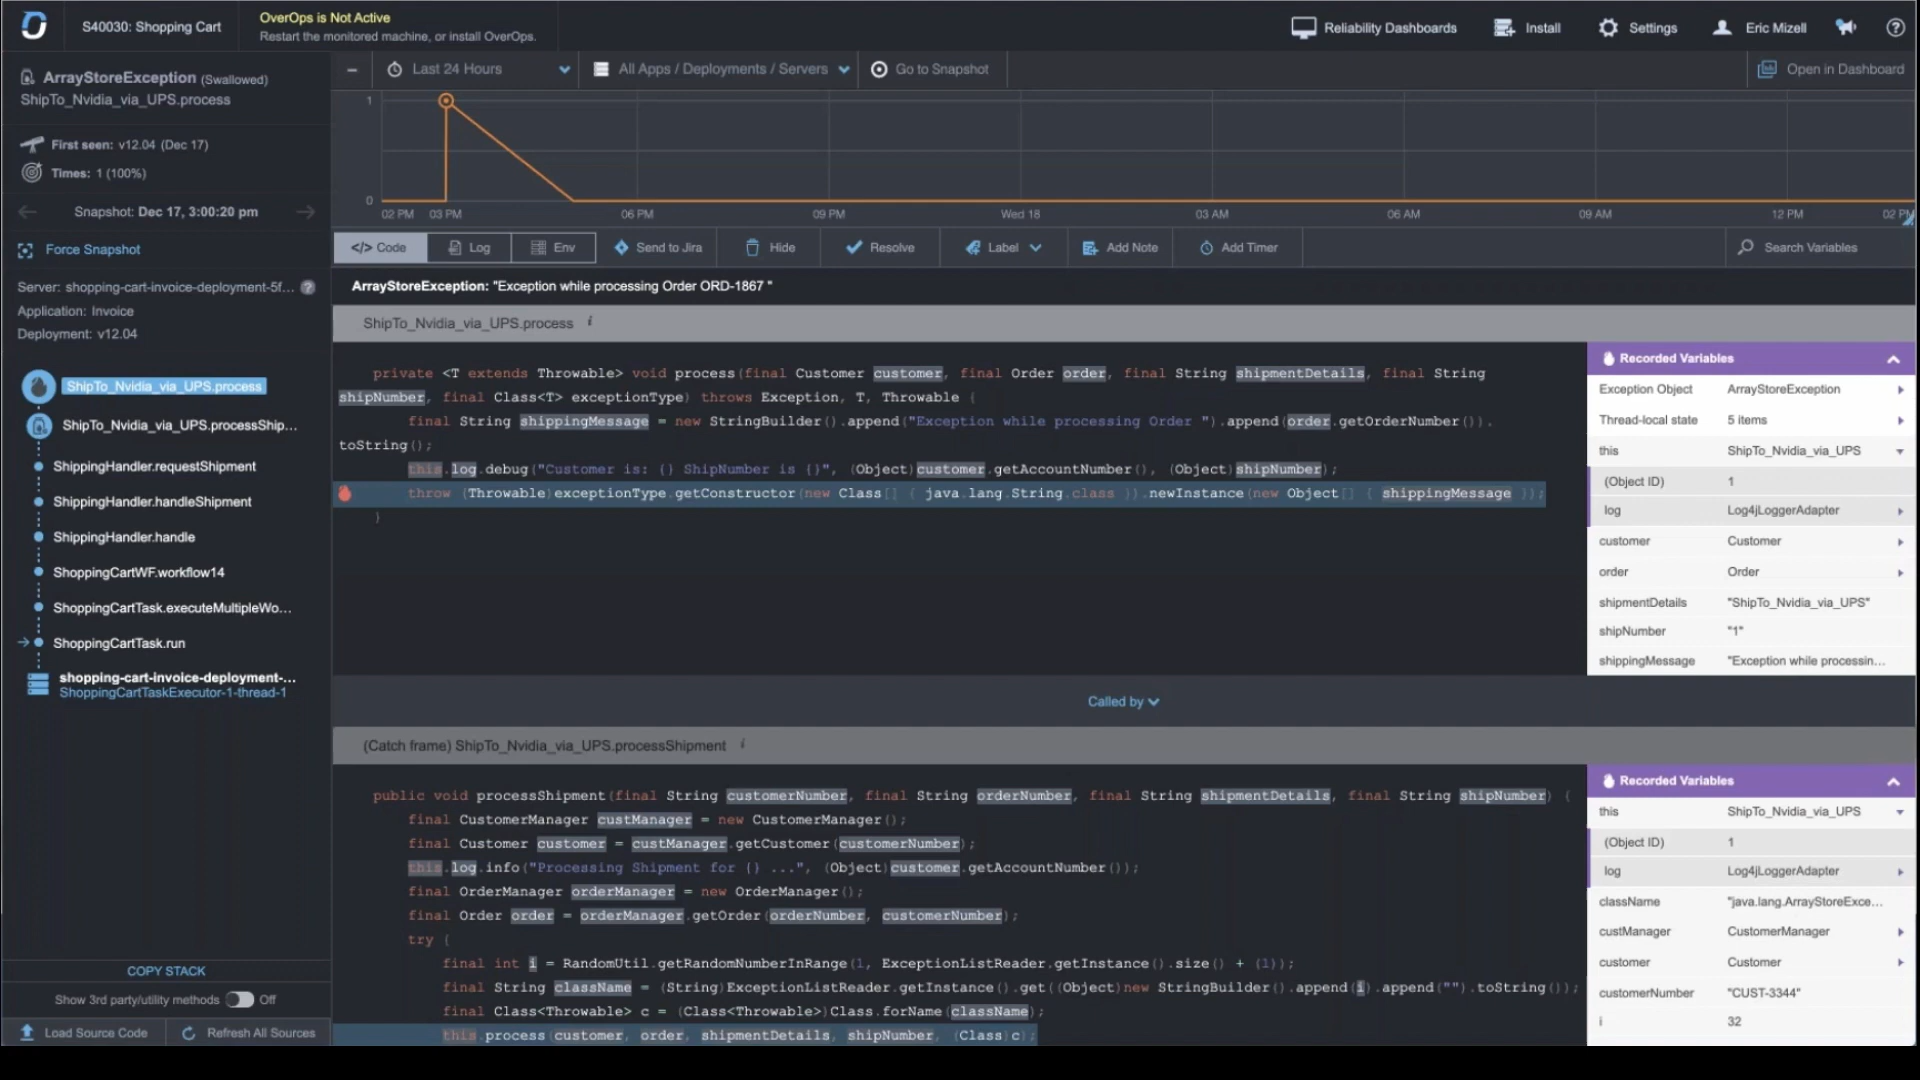 S40030: Shopping Cart
OverOps is Not Active
Restart the monitored machine, or install OverOps.
Reliability Dashboards
Install
Settings
Eric Mizell
?
ArrayStoreException (Swallowed)
ShipTo_Nvidia_via_UPS.process
First seen: v12.04 (Dec 17)
Times: 1 (100%)
Snapshot: Dec 17, 3:00:20 pm
Force Snapshot
Server: shopping-cart-invoice-deployment-5f... ?
Application: Invoice
Deployment: v12.04
ShipTo_Nvidia_via_UPS.process
ShipTo_Nvidia_via_UPS.processShip...
ShippingHandler.requestShipment
ShippingHandler.handleShipment
ShippingHandler.handle
ShoppingCartWF.workflow14
ShoppingCartTask.executeMultipleWo...
ShoppingCartTask.run
shopping-cart-invoice-deployment-...
ShoppingCartTaskExecutor-1-thread-1
COPY STACK
Show 3rd party/utility methods Off
Load Source Code
Refresh All Sources
Last 24 Hours
All Apps / Deployments / Servers
Go to Snapshot
Open in Dashboard
1
0
02 PM 03 PM 06 PM 09 PM Wed 18 03 AM 06 AM 09 AM 12 PM 02 PM
</> Code
Log
Env
Send to Jira
Hide
Resolve
Label
Add Note
Add Timer
Search Variables
ArrayStoreException: "Exception while processing Order ORD-1867 "
ShipTo_Nvidia_via_UPS.process i
private <T extends Throwable> void process(final Customer customer, final Order order, final String shipmentDetails, final String
shipNumber, final Class<T> exceptionType) throws Exception, T, Throwable {
final String shippingMessage = new StringBuilder().append("Exception while processing Order ").append(order.getOrderNumber()).
toString();
this.log.debug("Customer is: {} ShipNumber is {}", (Object)customer.getAccountNumber(), (Object)shipNumber);
throw (Throwable)exceptionType.getConstructor(new Class[] { java.lang.String.class }).newInstance(new Object[] { shippingMessage });
}
Recorded Variables
Exception Object ArrayStoreException
Thread-local state 5 items
this ShipTo_Nvidia_via_UPS
(Object ID) 1
log Log4jLoggerAdapter
customer Customer
order Order
shipmentDetails "ShipTo_Nvidia_via_UPS"
shipNumber "1"
shippingMessage "Exception while processin...
Called by
(Catch frame) ShipTo_Nvidia_via_UPS.processShipment i
public void processShipment(final String customerNumber, final String orderNumber, final String shipmentDetails, final String shipNumber) {
final CustomerManager custManager = new CustomerManager();
final Customer customer = custManager.getCustomer(customerNumber);
this.log.info("Processing Shipment for {} ...", (Object)customer.getAccountNumber());
final OrderManager orderManager = new OrderManager();
final Order order = orderManager.getOrder(orderNumber, customerNumber);
try {
final int i = RandomUtil.getRandomNumberInRange(1, ExceptionListReader.getInstance().size() + (1));
final String className = (String)ExceptionListReader.getInstance().get((Object)new StringBuilder().append(i).append("").toString());
final Class<Throwable> c = (Class<Throwable>)Class.forName(className);
this.process(customer, order, shipmentDetails, shipNumber, (Class)c);
Recorded Variables
this ShipTo_Nvidia_via_UPS
(Object ID) 1
log Log4jLoggerAdapter
className "java.lang.ArrayStoreExce...
custManager CustomerManager
customer Customer
customerNumber "CUST-3344"
i 32